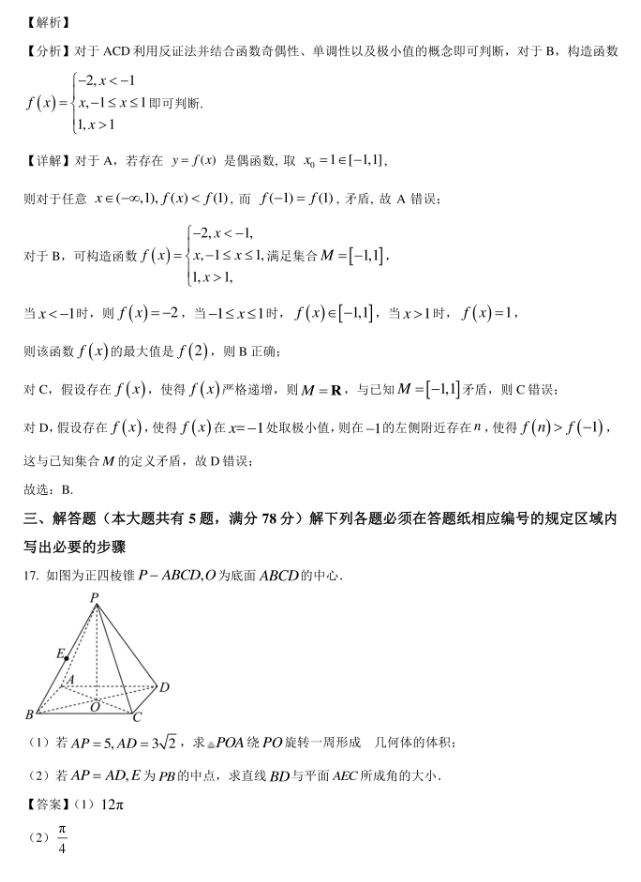 【解析】
【分析】对于 ACD 利用反证法并结合函数奇偶性、单调性以及极小值的概念即可判断，对于 B，构造函数
f(x)={−2, x<−1
x,−1≤x≤1 即可判断.
1, x>1
【详解】对于 A，若存在 y=f(x) 是偶函数, 取 x₀=1∈[−1,1],
则对于任意 x∈(−∞,1), f(x)<f(1), 而 f(−1)=f(1), 矛盾, 故 A 错误；
对于 B，可构造函数 f(x)={−2, x<−1,
x,−1≤x≤1, 满足集合 M=[−1,1]，
1, x>1,
当 x<−1 时，则 f(x)=−2，当 −1≤x≤1 时， f(x)∈[−1,1]，当 x>1 时， f(x)=1，
则该函数 f(x) 的最大值是 f(2)，则 B 正确；
对 C，假设存在 f(x)，使得 f(x) 严格递增，则 M=R，与已知 M=[−1,1] 矛盾，则 C 错误；
对 D，假设存在 f(x)，使得 f(x) 在 x=−1 处取极小值，则在 −1 的左侧附近存在 n，使得 f(n)>f(−1)，
这与已知集合 M 的定义矛盾，故 D 错误；
故选：B.
三、解答题（本大题共有 5 题，满分 78 分）解下列各题必须在答题纸相应编号的规定区域内
写出必要的步骤
17. 如图为正四棱锥 P−ABCD, O 为底面 ABCD 的中心．
P
E
A
D
O
B
C
（1）若 AP=5, AD=3√2，求 △POA 绕 PO 旋转一周形成 几何体的体积；
（2）若 AP=AD, E 为 PB 的中点，求直线 BD 与平面 AEC 所成角的大小．
【答案】（1）12π
（2）π/4